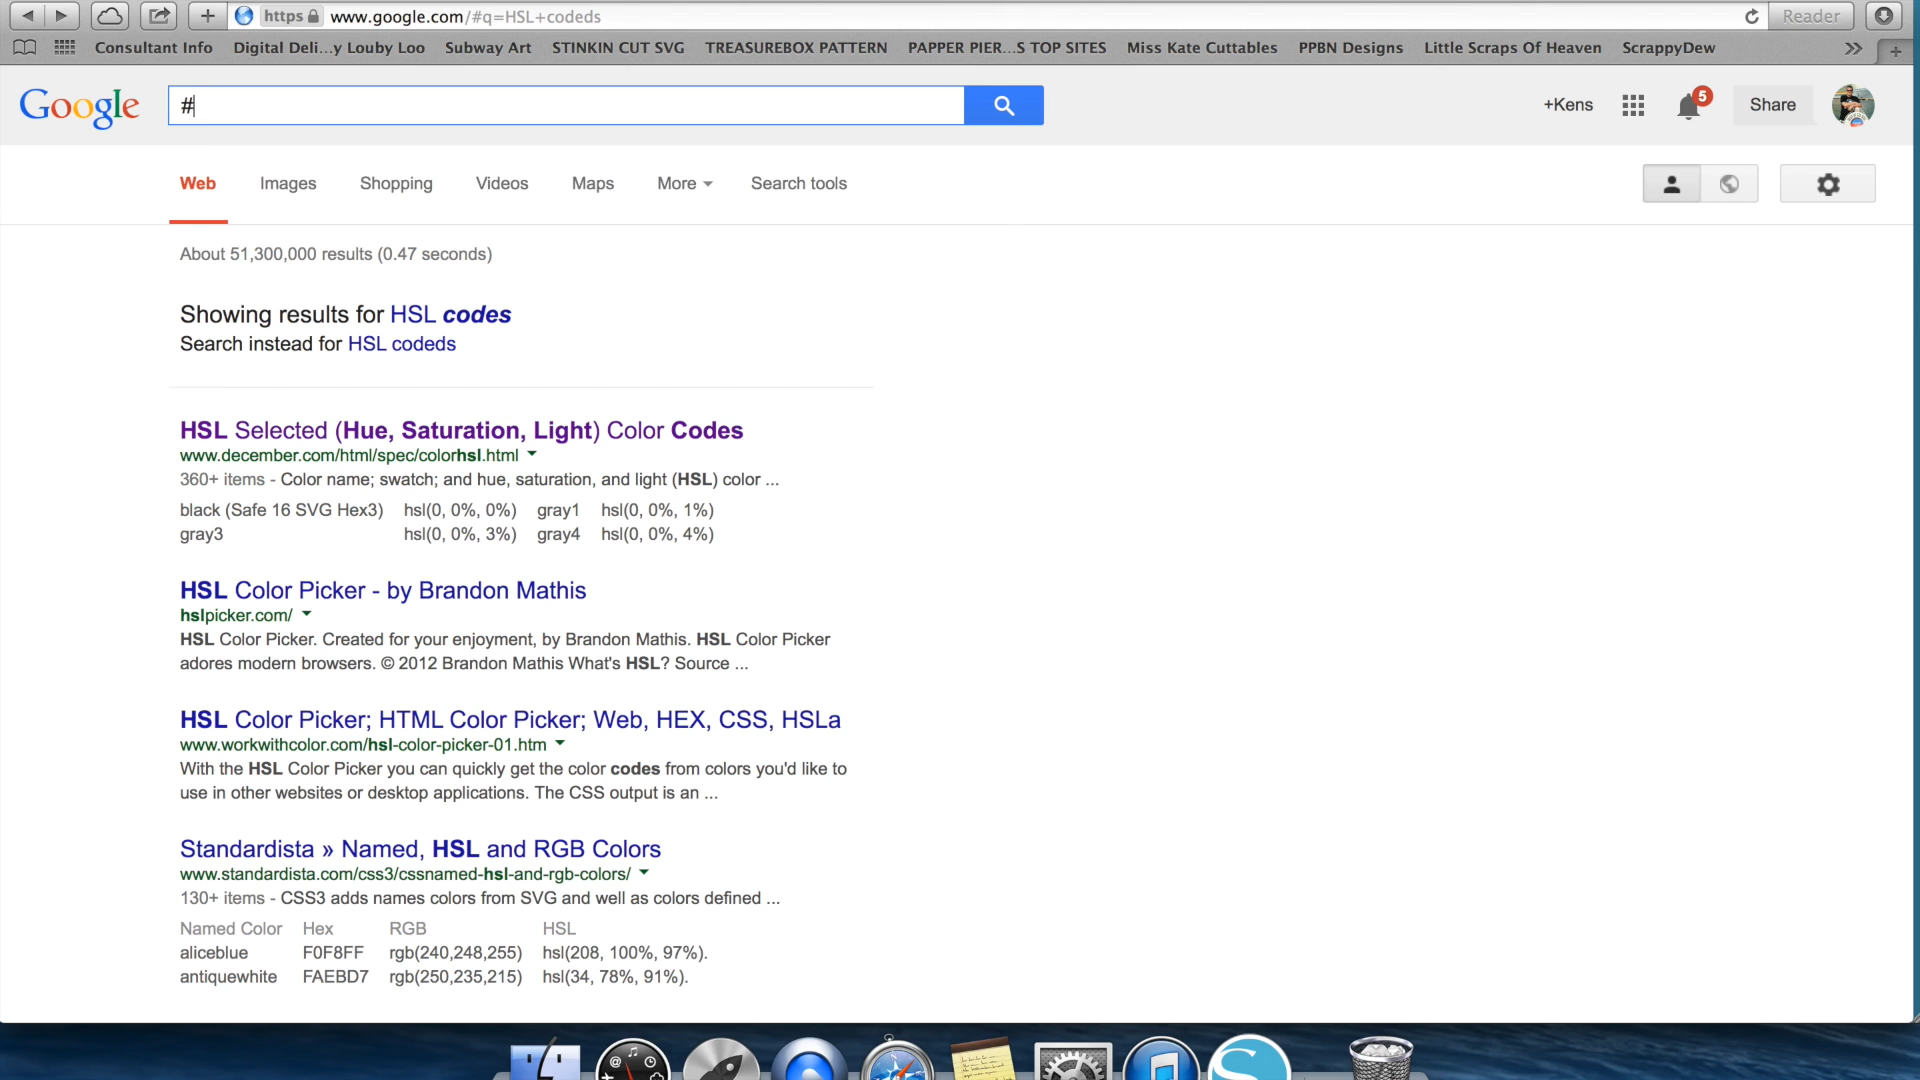 https www.google.com/#q=HSL+codeds Reader
Consultant Info Digital Deli...y Louby Loo Subway Art STINKIN CUT SVG TREASUREBOX PATTERN PAPPER PIER...S TOP SITES Miss Kate Cuttables PPBN Designs Little Scraps Of Heaven ScrappyDew
Google # +Kens 5 Share
Web Images Shopping Videos Maps More Search tools
About 51,300,000 results (0.47 seconds)
Showing results for HSL codes
Search instead for HSL codeds
HSL Selected (Hue, Saturation, Light) Color Codes
www.december.com/html/spec/colorhsl.html
360+ items - Color name; swatch; and hue, saturation, and light (HSL) color ...
black (Safe 16 SVG Hex3) hsl(0, 0%, 0%) gray1 hsl(0, 0%, 1%)
gray3 hsl(0, 0%, 3%) gray4 hsl(0, 0%, 4%)
HSL Color Picker - by Brandon Mathis
hslpicker.com/
HSL Color Picker. Created for your enjoyment, by Brandon Mathis. HSL Color Picker
adores modern browsers. © 2012 Brandon Mathis What's HSL? Source ...
HSL Color Picker; HTML Color Picker; Web, HEX, CSS, HSLa
www.workwithcolor.com/hsl-color-picker-01.htm
With the HSL Color Picker you can quickly get the color codes from colors you'd like to
use in other websites or desktop applications. The CSS output is an ...
Standardista » Named, HSL and RGB Colors
www.standardista.com/css3/cssnamed-hsl-and-rgb-colors/
130+ items - CSS3 adds names colors from SVG and well as colors defined ...
Named Color Hex RGB HSL
aliceblue F0F8FF rgb(240,248,255) hsl(208, 100%, 97%).
antiquewhite FAEBD7 rgb(250,235,215) hsl(34, 78%, 91%).